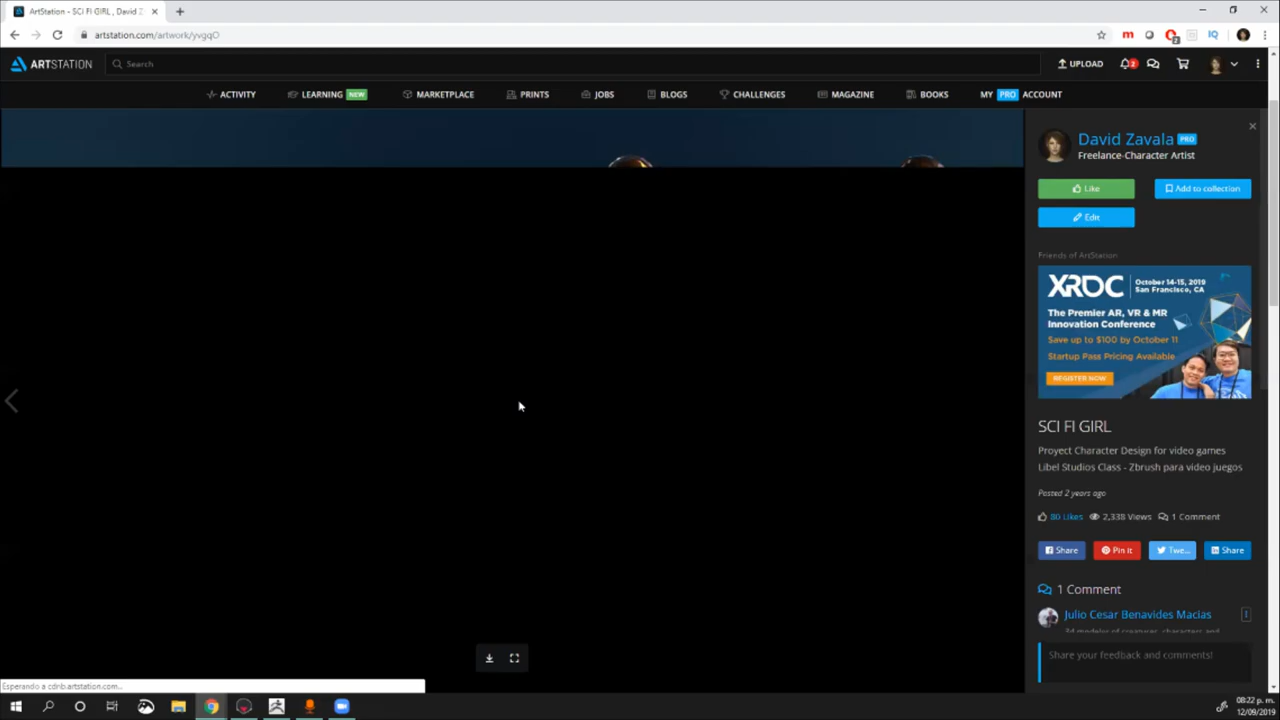 ArtStation - SCI FI GIRL , David Z
artstation.com/artwork/yvgqO
ARTSTATION
Search
UPLOAD
2
ACTIVITY
LEARNING NEW
MARKETPLACE
PRINTS
JOBS
BLOGS
CHALLENGES
MAGAZINE
BOOKS
MY PRO ACCOUNT
David Zavala PRO
Freelance-Character Artist
Like
Add to collection
Edit
Friends of ArtStation
XRDC
October 14-15, 2019
San Francisco, CA
The Premier AR, VR & MR
Innovation Conference
Save up to $100 by October 11
Startup Pass Pricing Available
REGISTER NOW
SCI FI GIRL
Proyect Character Design for video games
Libel Studios Class - Zbrush para video juegos
Posted 2 years ago
80 Likes 2,338 Views 1 Comment
Share
Pin it
Twe...
Share
1 Comment
Julio Cesar Benavides Macias
Share your feedback and comments!
Esperando a cdnb.artstation.com...
08:22 p. m.
12/09/2019